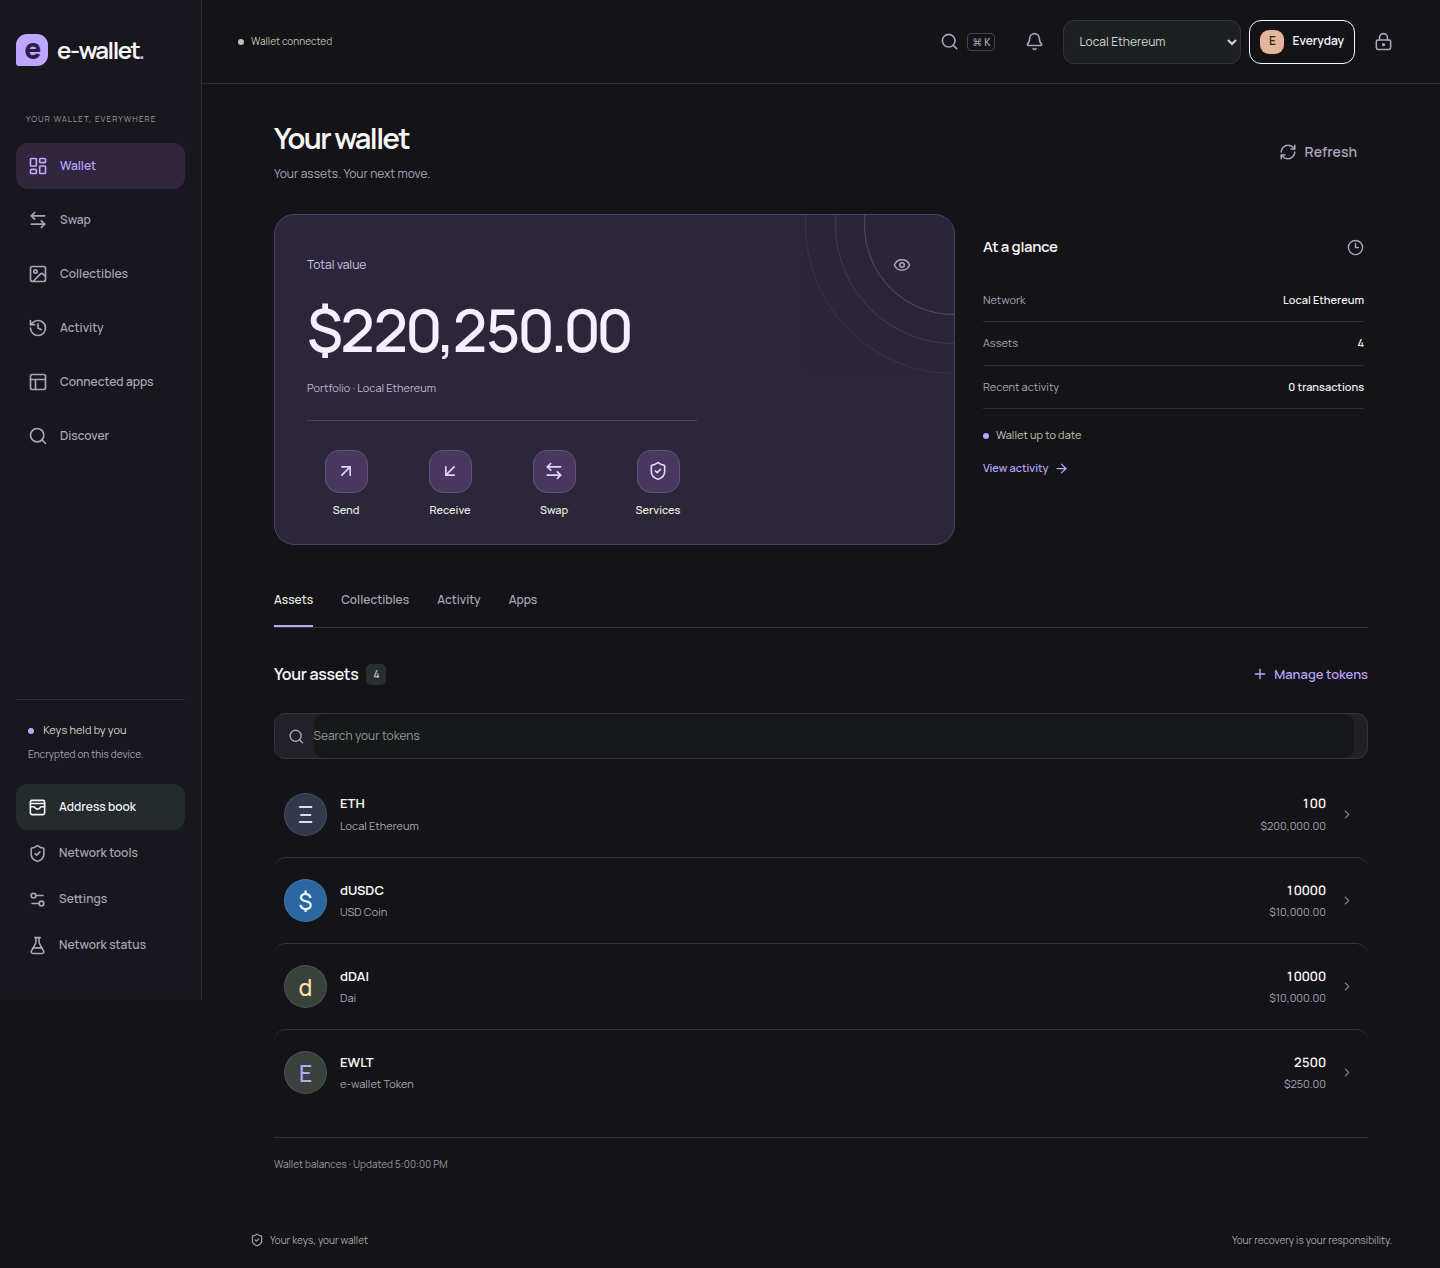 e e-wallet.
Wallet connected
⌘ K
Local Ethereum
E Everyday
YOUR WALLET, EVERYWHERE
Wallet
Swap
Collectibles
Activity
Connected apps
Discover
Keys held by you
Encrypted on this device.
Address book
Network tools
Settings
Network status
Your wallet
Your assets. Your next move.
Refresh
Total value
$220,250.00
Portfolio · Local Ethereum
Send
Receive
Swap
Services
At a glance
Network Local Ethereum
Assets 4
Recent activity 0 transactions
Wallet up to date
View activity
Assets Collectibles Activity Apps
Your assets 4
Manage tokens
Search your tokens
ETH 100
Local Ethereum $200,000.00
$ dUSDC 10000
USD Coin $10,000.00
d dDAI 10000
Dai $10,000.00
E EWLT 2500
e-wallet Token $250.00
Wallet balances · Updated 5:00:00 PM
Your keys, your wallet
Your recovery is your responsibility.